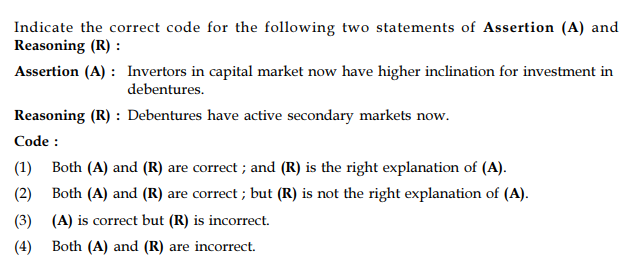 Indicate the correct code for the following two statements of Assertion (A) and
Reasoning (R) :
Assertion (A) : Invertors in capital market now have higher inclination for investment in
debentures.
Reasoning (R) : Debentures have active secondary markets now.
Code :
(1) Both (A) and (R) are correct ; and (R) is the right explanation of (A).
(2) Both (A) and (R) are correct ; but (R) is not the right explanation of (A).
(3) (A) is correct but (R) is incorrect.
(4) Both (A) and (R) are incorrect.